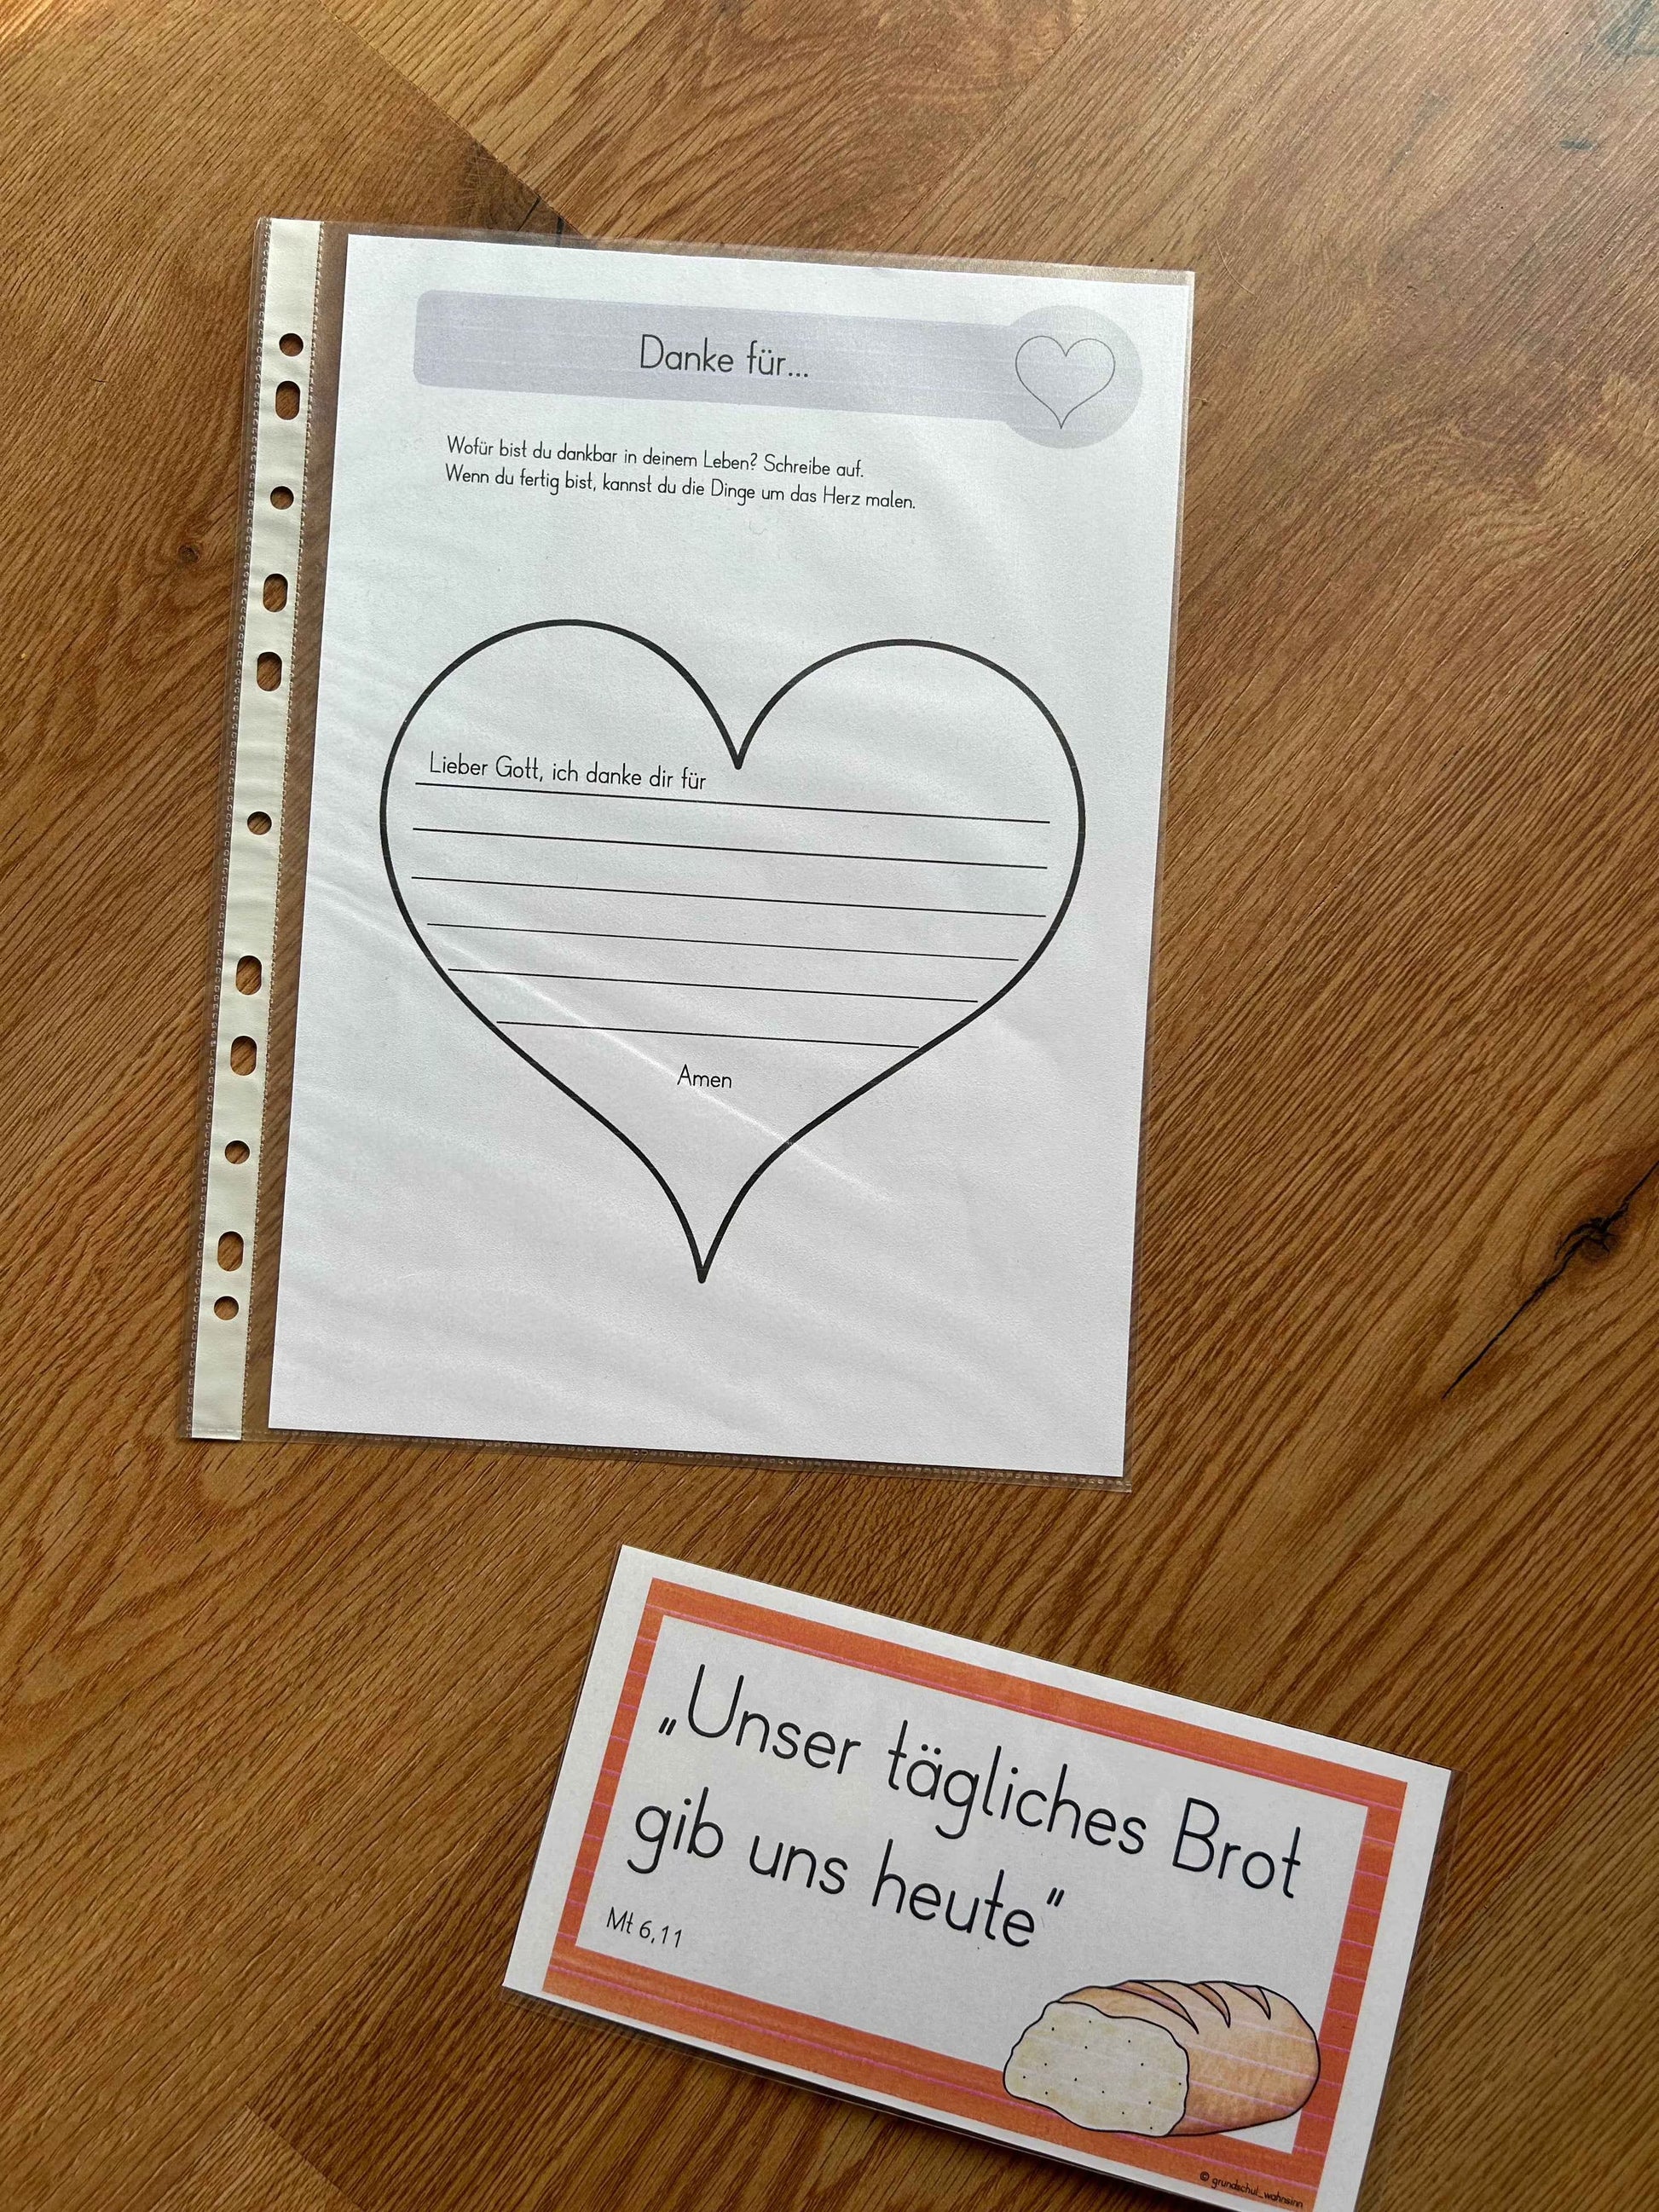 Danke für...
Wofür bist du dankbar in deinem Leben? Schreibe auf.
Wenn du fertig bist, kannst du die Dinge um das Herz malen.
Lieber Gott, ich danke dir für
Amen
„Unser tägliches Brot
gib uns heute“
Mt 6,11
© grundschul_wahnsinn